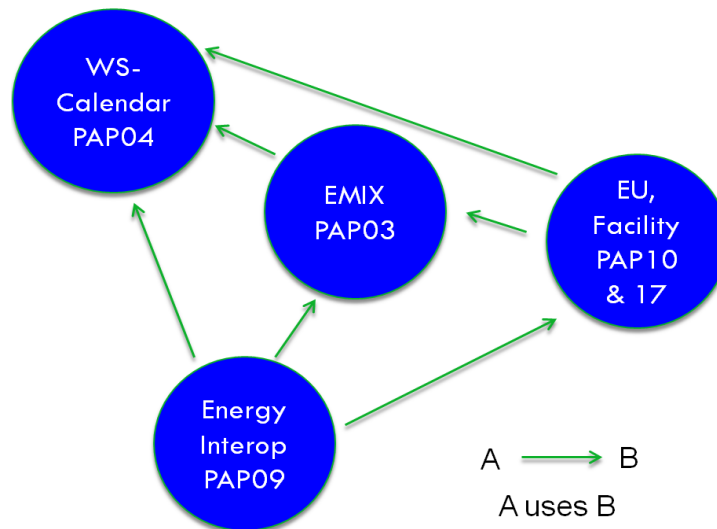 WS-
Calendar
PAP04
EMIX
PAP03
EU,
Facility
PAP10
& 17
Energy
Interop
PAP09
A B
A uses B